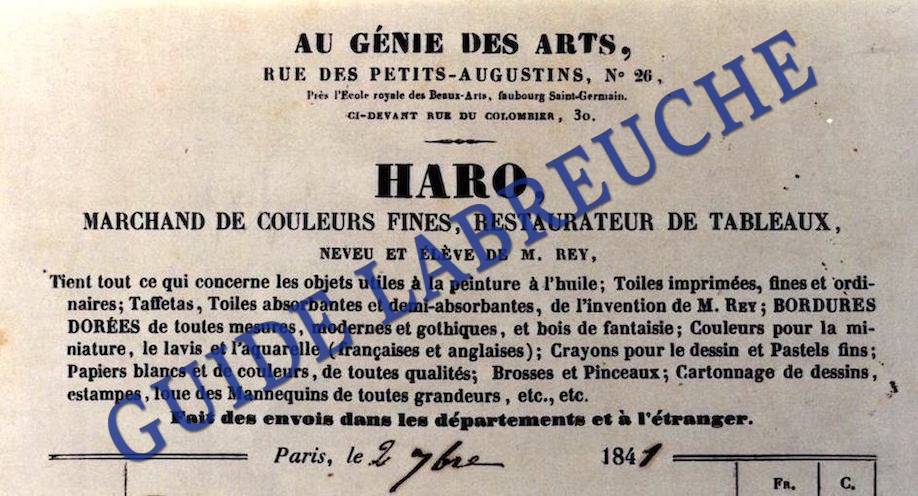 AU GÉNIE DES ARTS,
RUE DES PETITS-AUGUSTINS, No 26,
Près l'Ecole royale des Beaux-Arts, faubourg Saint-Germain.
CI-DEVANT RUE DU COLOMBIER, 30.
HARO,
MARCHAND DE COULEURS FINES, RESTAURATEUR DE TABLEAUX,
NEVEU ET ÉLÈVE DE M. REY,
Tient tout ce qui concerne les objets utiles à la peinture à l'huile; Toiles imprimées, fines et ordi-
naires; Taffetas, Toiles absorbantes et demi-absorbantes, de l'invention de M. REY; BORDURES
DORÉES de toutes mesures, modernes et gothiques, et bois de fantaisie; Couleurs pour la mi-
niature, le lavis et l'aquarelle (françaises et anglaises); Crayons pour le dessin et Pastels fins;
Papiers blancs et de couleurs, de toutes qualités; Brosses et Pinceaux; Cartonnage de dessins,
estampes, loue des Mannequins de toutes grandeurs, etc., etc.
Fait des envois dans les départements et à l'étranger.
Paris, le 2 7bre 1841
FR. C.
GUIDE LABREUCHE